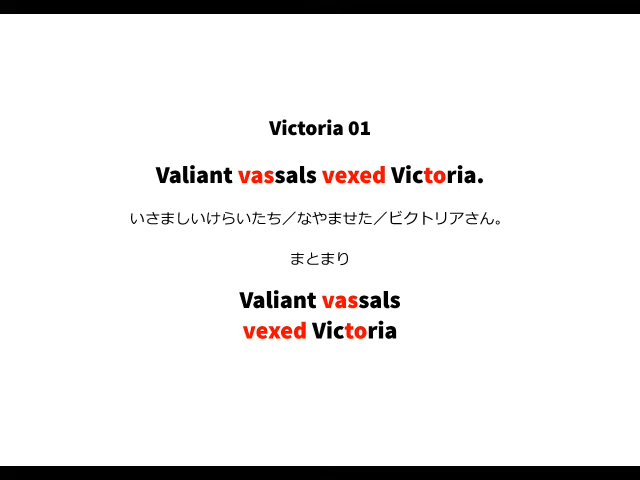 Victoria 01
Valiant vassals vexed Victoria.
いさましいけらいたち／なやませた／ビクトリアさん。
まとまり
Valiant vassals
vexed Victoria